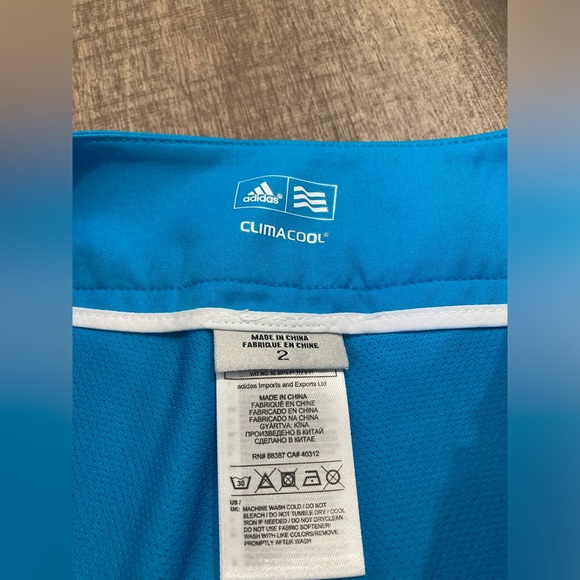 adidas®
CLIMACOOL®
MADE IN CHINA
FABRIQUE EN CHINE
2
adidas Imports and Exports Ltd
MADE IN CHINA
FABRIQUÉ EN CHINE
FABRICADO EN CHINA
FABRICADO NA CHINA
GYÁRTVA: KÍNA
ПРОИЗВЕДЕНО В КИТАЙ
СДЕЛАНО В КИТАЕ
RN# 88387 CA# 40312
30
US /
UK: MACHINE WASH COLD / DO NOT
BLEACH / DO NOT TUMBLE DRY / COOL
IRON IF NEEDED / DO NOT DRYCLEAN
DO NOT USE FABRIC SOFTENER/
WASH WITH LIKE COLORS/REMOVE
PROMPTLY AFTER WASH